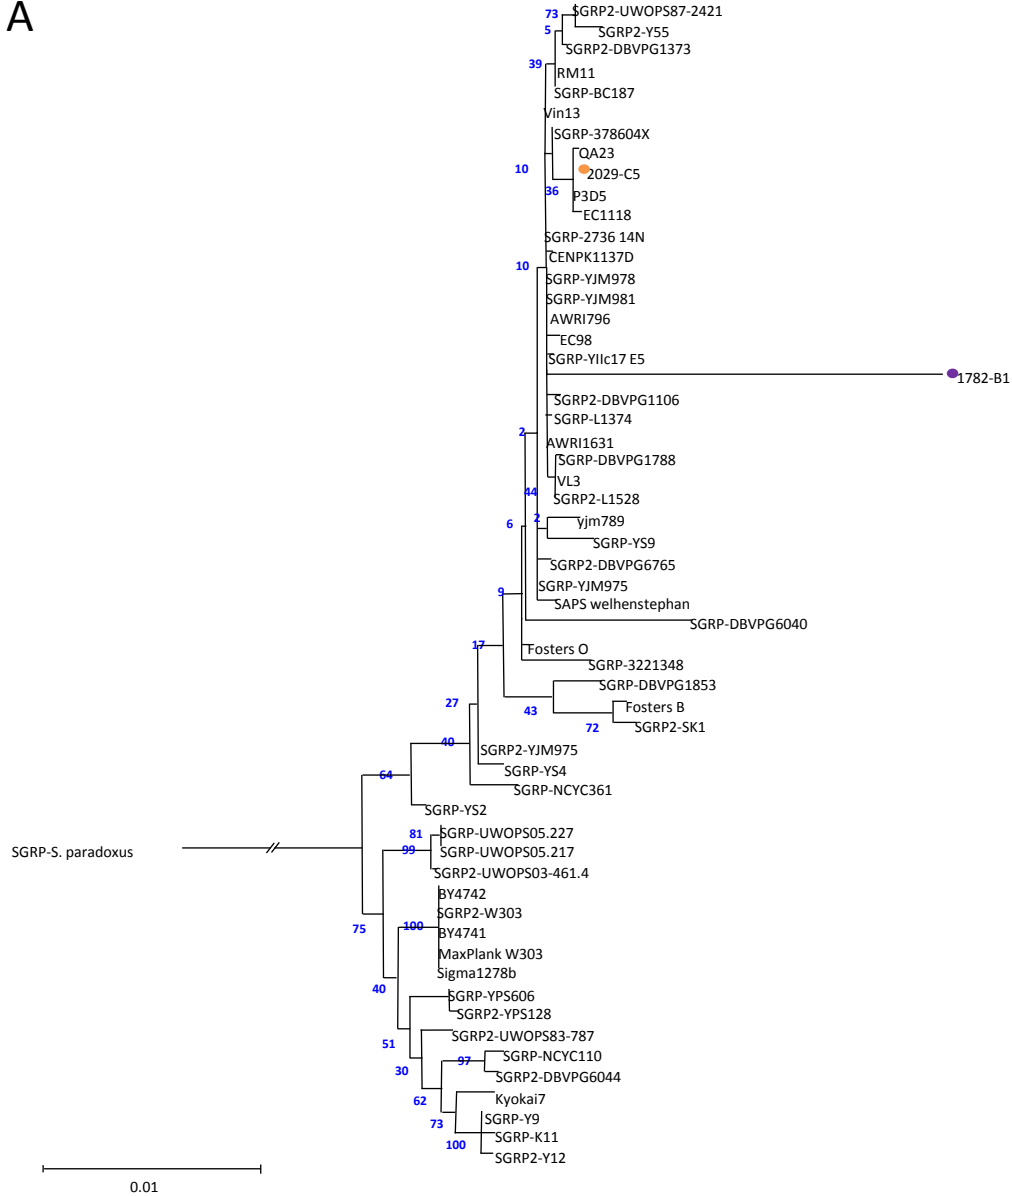 A
73
SGRP2-UWOPS87-2421
5
SGRP2-Y55
SGRP2-DBVPG1373
39
RM11
SGRP-BC187
Vin13
SGRP-378604X
QA23
10
2029-C5
36
P3D5
EC1118
SGRP-2736 14N
CENPK1137D
10
SGRP-YJM978
SGRP-YJM981
AWRI796
EC98
SGRP-YIIc17 E5
1782-B1
SGRP2-DBVPG1106
SGRP-L1374
2
AWRI1631
SGRP-DBVPG1788
VL3
44
SGRP2-L1528
2
yjm789
6
SGRP-YS9
SGRP2-DBVPG6765
SGRP-YJM975
9
SAPS welhenstephan
SGRP-DBVPG6040
17
Fosters O
SGRP-3221348
SGRP-DBVPG1853
27
43
Fosters B
72
SGRP2-SK1
40
SGRP2-YJM975
64
SGRP-YS4
SGRP-NCYC361
SGRP-YS2
81
SGRP-UWOPS05.227
99
SGRP-UWOPS05.217
SGRP-S. paradoxus
SGRP2-UWOPS03-461.4
BY4742
SGRP2-W303
75
100
BY4741
MaxPlank W303
Sigma1278b
40
SGRP-YPS606
SGRP2-YPS128
SGRP2-UWOPS83-787
51
SGRP-NCYC110
97
30
SGRP2-DBVPG6044
62
Kyokai7
73
SGRP-Y9
SGRP-K11
100
SGRP2-Y12
0.01